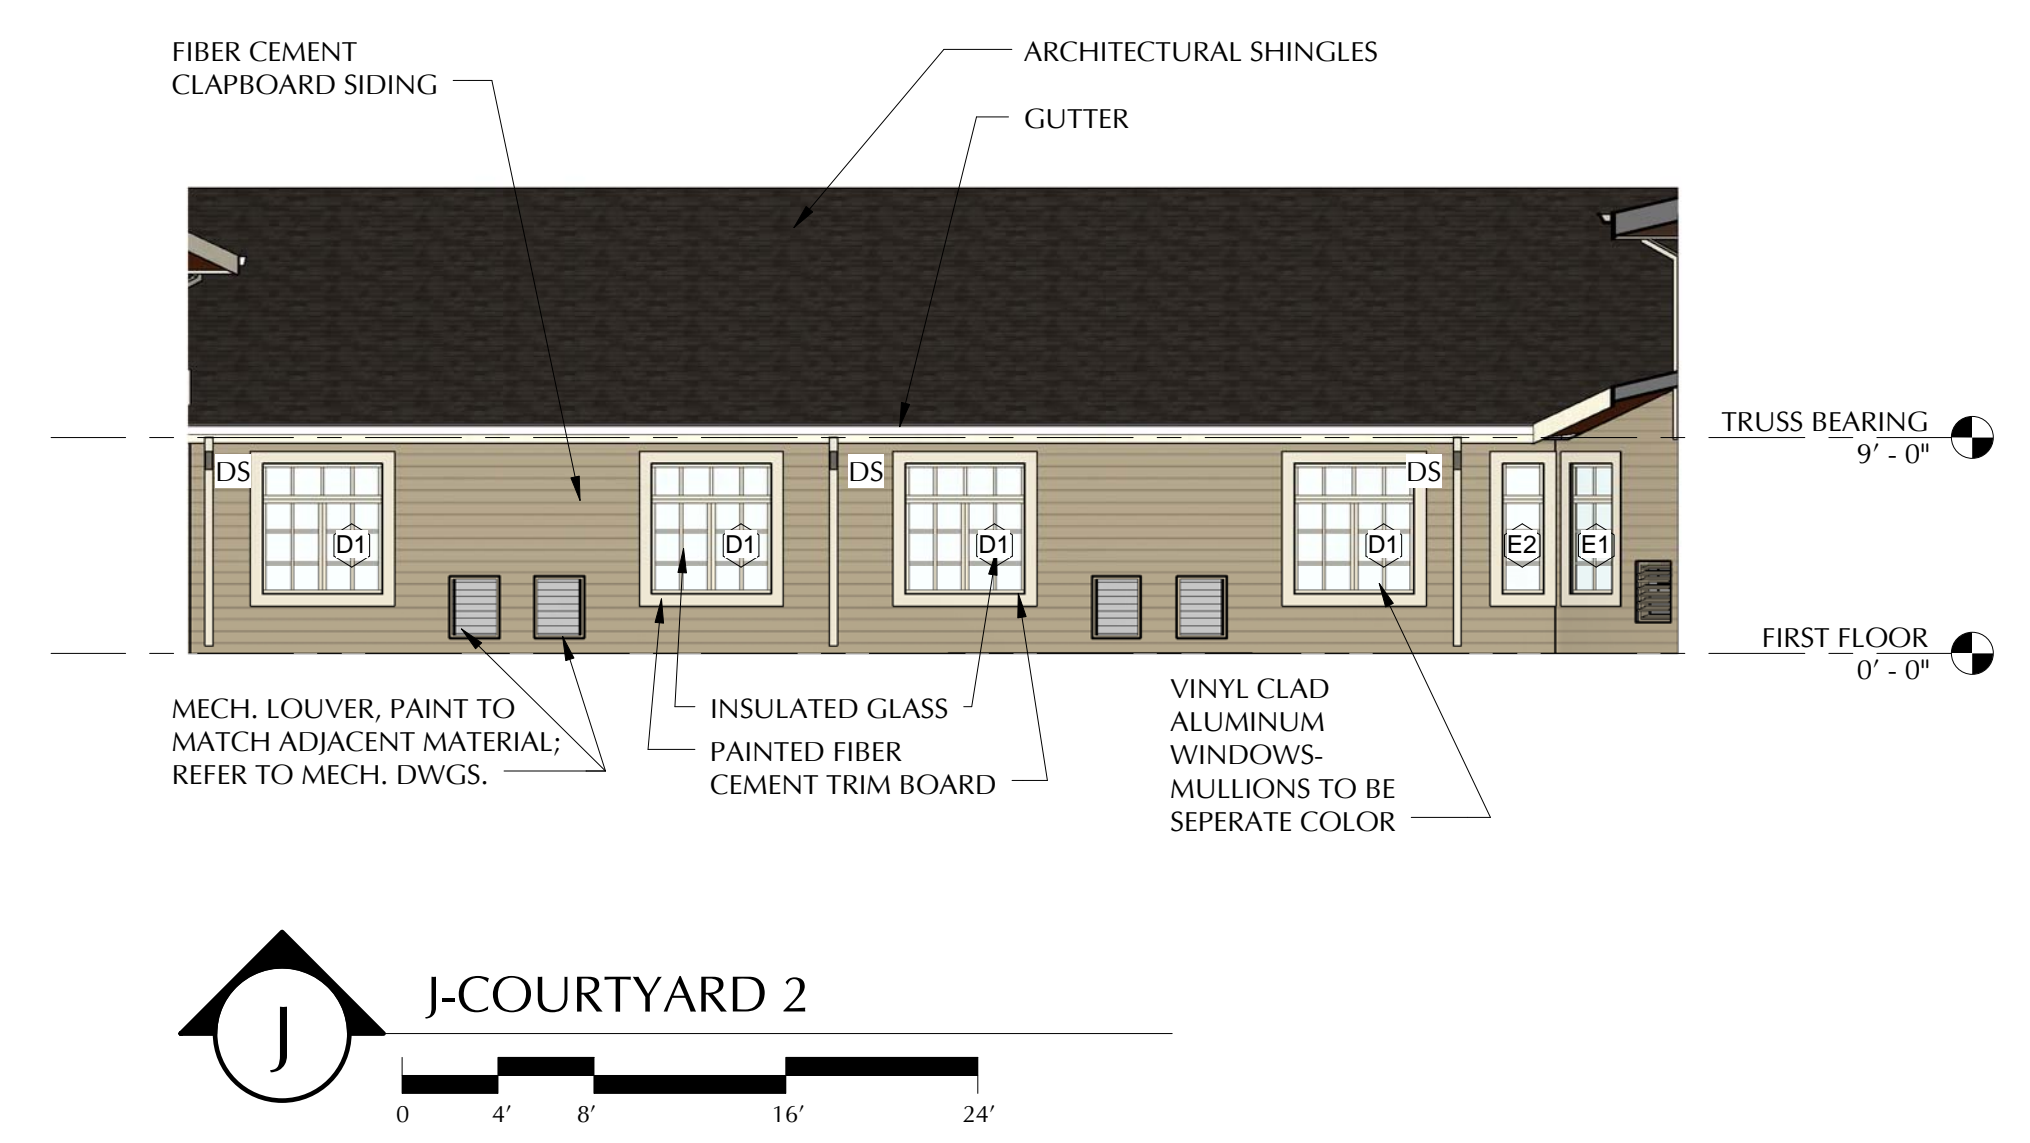 FIBER CEMENT
CLAPBOARD SIDING
ARCHITECTURAL SHINGLES
GUTTER
TRUSS BEARING
9' - 0"
DS
DS
DS
D1
D1
D1
D1
E2
E1
FIRST FLOOR
0' - 0"
MECH. LOUVER, PAINT TO
MATCH ADJACENT MATERIAL;
REFER TO MECH. DWGS.
INSULATED GLASS
PAINTED FIBER
CEMENT TRIM BOARD
VINYL CLAD
ALUMINUM
WINDOWS-
MULLIONS TO BE
SEPERATE COLOR
J
J-COURTYARD 2
0 4' 8' 16' 24'